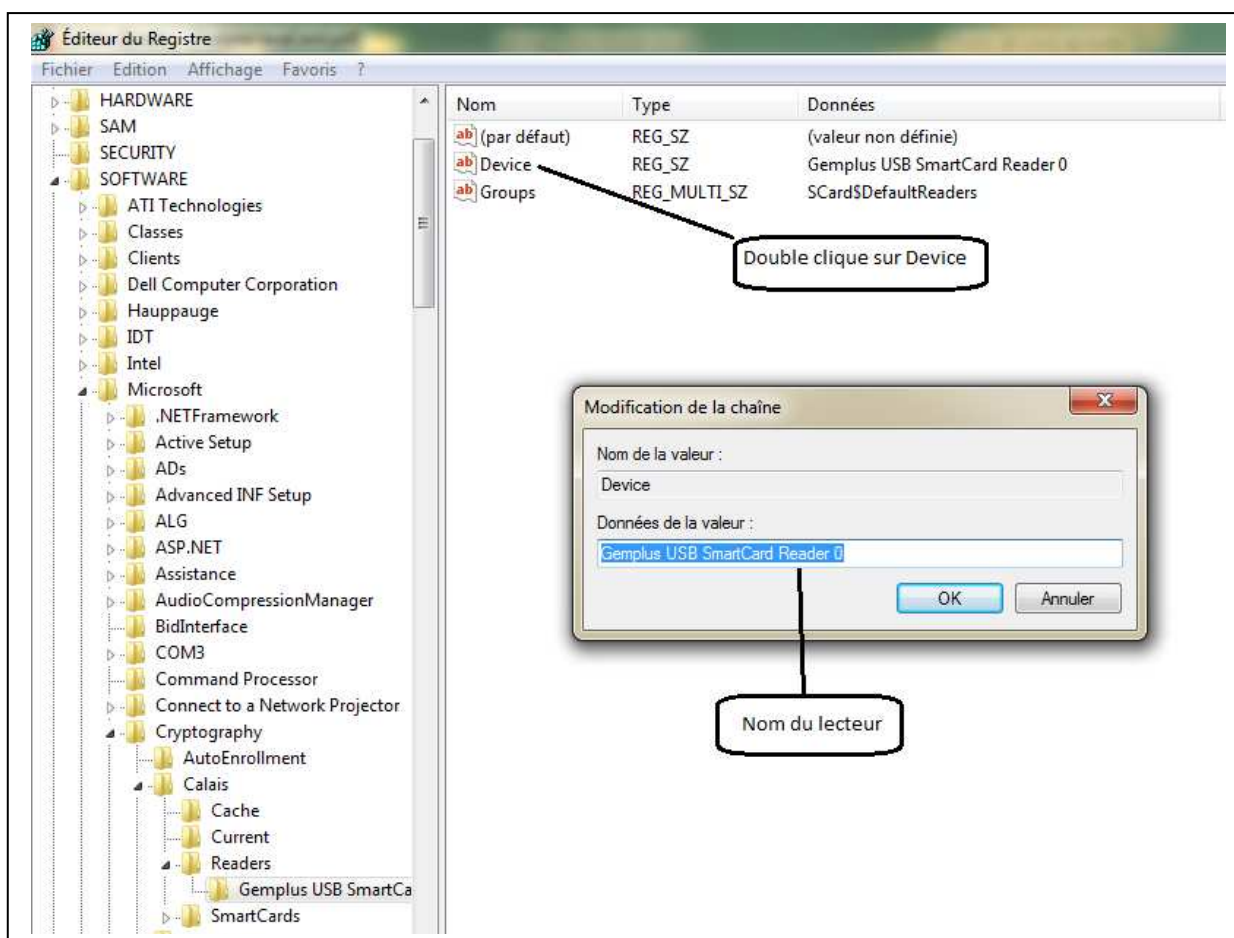 Éditeur du Registre
Fichier Edition Affichage Favoris ?
HARDWARE
SAM
SECURITY
SOFTWARE
ATI Technologies
Classes
Clients
Dell Computer Corporation
Hauppauge
IDT
Intel
Microsoft
.NETFramework
Active Setup
ADs
Advanced INF Setup
ALG
ASP.NET
Assistance
AudioCompressionManager
BidInterface
COM3
Command Processor
Connect to a Network Projector
Cryptography
AutoEnrollment
Calais
Cache
Current
Readers
Gemplus USB SmartCa
SmartCards
Nom Type Données
ab (par défaut) REG_SZ (valeur non définie)
ab Device REG_SZ Gemplus USB SmartCard Reader 0
ab Groups REG_MULTI_SZ SCard$DefaultReaders
Double clique sur Device
Modification de la chaîne
Nom de la valeur :
Device
Données de la valeur :
Gemplus USB SmartCard Reader 0
OK Annuler
Nom du lecteur